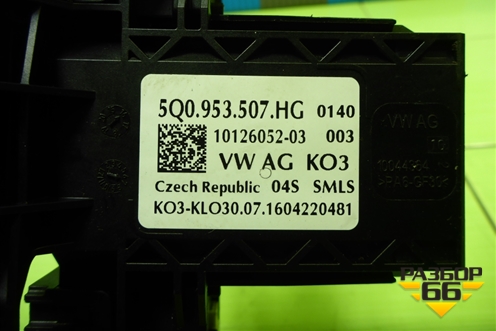 5Q0.953.507.HG 0140
10126052-03 003
VW AG KO3
Czech Republic 04S SMLS
KO3-KLO30.07.1604220481
VW AG
РАЗБОР
66